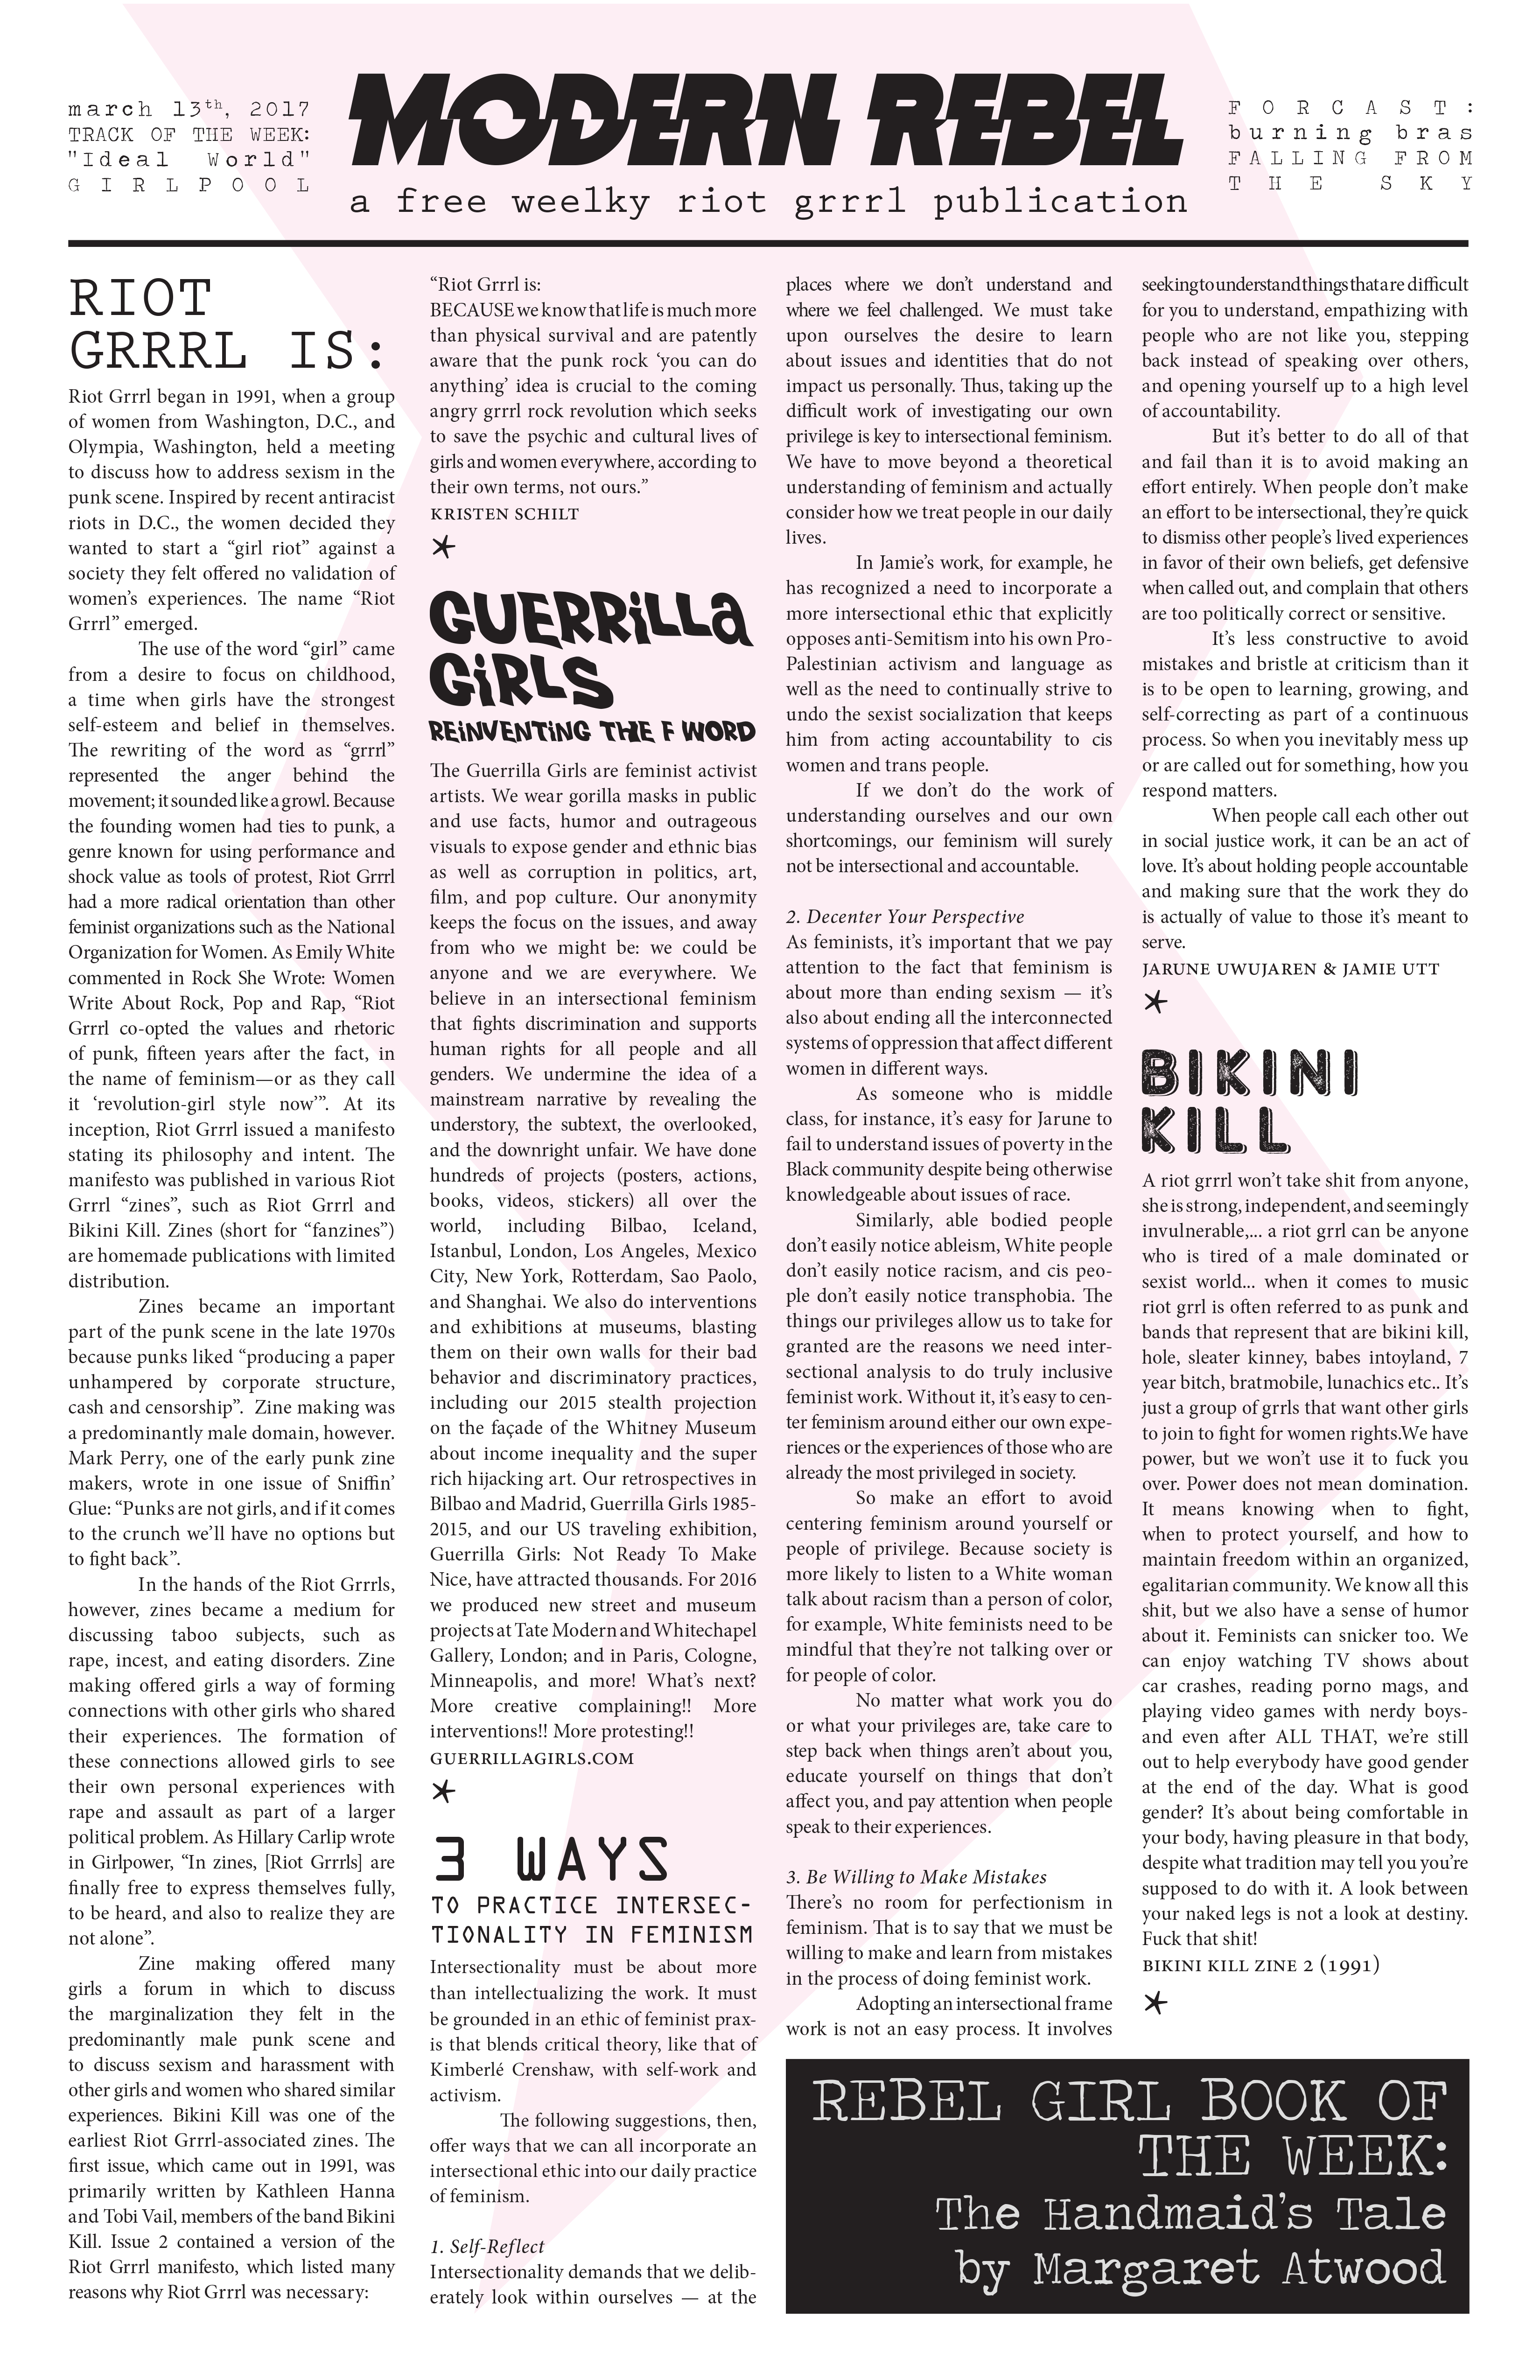 march 13th, 2017
TRACK OF THE WEEK:
"Ideal World"
GIRLPOOL
MODERN REBEL
a free weelky riot grrrl publication
FORCAST:
burning bras
FALLING FROM
THE SKY
RIOT
GRRRL IS:
Riot Grrrl began in 1991, when a group
of women from Washington, D.C., and
Olympia, Washington, held a meeting
to discuss how to address sexism in the
punk scene. Inspired by recent antiracist
riots in D.C., the women decided they
wanted to start a “girl riot” against a
society they felt offered no validation of
women’s experiences. The name “Riot
Grrrl” emerged.
The use of the word “girl” came
from a desire to focus on childhood,
a time when girls have the strongest
self-esteem and belief in themselves.
The rewriting of the word as “grrrl”
represented the anger behind the
movement; it sounded like a growl. Because
the founding women had ties to punk, a
genre known for using performance and
shock value as tools of protest, Riot Grrrl
had a more radical orientation than other
feminist organizations such as the National
Organization for Women. As Emily White
commented in Rock She Wrote: Women
Write About Rock, Pop and Rap, “Riot
Grrrl co-opted the values and rhetoric
of punk, fifteen years after the fact, in
the name of feminism—or as they call
it ‘revolution-girl style now’”. At its
inception, Riot Grrrl issued a manifesto
stating its philosophy and intent. The
manifesto was published in various Riot
Grrrl “zines”, such as Riot Grrrl and
Bikini Kill. Zines (short for “fanzines”)
are homemade publications with limited
distribution.
Zines became an important
part of the punk scene in the late 1970s
because punks liked “producing a paper
unhampered by corporate structure,
cash and censorship”. Zine making was
a predominantly male domain, however.
Mark Perry, one of the early punk zine
makers, wrote in one issue of Sniffin’
Glue: “Punks are not girls, and if it comes
to the crunch we’ll have no options but
to fight back”.
In the hands of the Riot Grrrls,
however, zines became a medium for
discussing taboo subjects, such as
rape, incest, and eating disorders. Zine
making offered girls a way of forming
connections with other girls who shared
their experiences. The formation of
these connections allowed girls to see
their own personal experiences with
rape and assault as part of a larger
political problem. As Hillary Carlip wrote
in Girlpower, “In zines, [Riot Grrrls] are
finally free to express themselves fully,
to be heard, and also to realize they are
not alone”.
Zine making offered many
girls a forum in which to discuss
the marginalization they felt in the
predominantly male punk scene and
to discuss sexism and harassment with
other girls and women who shared similar
experiences. Bikini Kill was one of the
earliest Riot Grrrl-associated zines. The
first issue, which came out in 1991, was
primarily written by Kathleen Hanna
and Tobi Vail, members of the band Bikini
Kill. Issue 2 contained a version of the
Riot Grrrl manifesto, which listed many
reasons why Riot Grrrl was necessary:
“Riot Grrrl is:
BECAUSE we know that life is much more
than physical survival and are patently
aware that the punk rock ‘you can do
anything’ idea is crucial to the coming
angry grrrl rock revolution which seeks
to save the psychic and cultural lives of
girls and women everywhere, according to
their own terms, not ours.”
KRISTEN SCHILT
GUERRiLLa
GiRLS
REiNVENTiNG THE F WORD
The Guerrilla Girls are feminist activist
artists. We wear gorilla masks in public
and use facts, humor and outrageous
visuals to expose gender and ethnic bias
as well as corruption in politics, art,
film, and pop culture. Our anonymity
keeps the focus on the issues, and away
from who we might be: we could be
anyone and we are everywhere. We
believe in an intersectional feminism
that fights discrimination and supports
human rights for all people and all
genders. We undermine the idea of a
mainstream narrative by revealing the
understory, the subtext, the overlooked,
and the downright unfair. We have done
hundreds of projects (posters, actions,
books, videos, stickers) all over the
world, including Bilbao, Iceland,
Istanbul, London, Los Angeles, Mexico
City, New York, Rotterdam, Sao Paolo,
and Shanghai. We also do interventions
and exhibitions at museums, blasting
them on their own walls for their bad
behavior and discriminatory practices,
including our 2015 stealth projection
on the façade of the Whitney Museum
about income inequality and the super
rich hijacking art. Our retrospectives in
Bilbao and Madrid, Guerrilla Girls 1985-
2015, and our US traveling exhibition,
Guerrilla Girls: Not Ready To Make
Nice, have attracted thousands. For 2016
we produced new street and museum
projects at Tate Modern and Whitechapel
Gallery, London; and in Paris, Cologne,
Minneapolis, and more! What’s next?
More creative complaining!! More
interventions!! More protesting!!
GUERRILLAGIRLS.COM
3 WAYS
TO PRACTICE INTERSEC-
TIONALITY IN FEMINISM
Intersectionality must be about more
than intellectualizing the work. It must
be grounded in an ethic of feminist prax-
is that blends critical theory, like that of
Kimberlé Crenshaw, with self-work and
activism.
The following suggestions, then,
offer ways that we can all incorporate an
intersectional ethic into our daily practice
of feminism.
1. Self-Reflect
Intersectionality demands that we delib-
erately look within ourselves — at the
places where we don’t understand and
where we feel challenged. We must take
upon ourselves the desire to learn
about issues and identities that do not
impact us personally. Thus, taking up the
difficult work of investigating our own
privilege is key to intersectional feminism.
We have to move beyond a theoretical
understanding of feminism and actually
consider how we treat people in our daily
lives.
In Jamie’s work, for example, he
has recognized a need to incorporate a
more intersectional ethic that explicitly
opposes anti-Semitism into his own Pro-
Palestinian activism and language as
well as the need to continually strive to
undo the sexist socialization that keeps
him from acting accountability to cis
women and trans people.
If we don’t do the work of
understanding ourselves and our own
shortcomings, our feminism will surely
not be intersectional and accountable.
2. Decenter Your Perspective
As feminists, it’s important that we pay
attention to the fact that feminism is
about more than ending sexism — it’s
also about ending all the interconnected
systems of oppression that affect different
women in different ways.
As someone who is middle
class, for instance, it’s easy for Jarune to
fail to understand issues of poverty in the
Black community despite being otherwise
knowledgeable about issues of race.
Similarly, able bodied people
don’t easily notice ableism, White people
don’t easily notice racism, and cis peo-
ple don’t easily notice transphobia. The
things our privileges allow us to take for
granted are the reasons we need inter-
sectional analysis to do truly inclusive
feminist work. Without it, it’s easy to cen-
ter feminism around either our own expe-
riences or the experiences of those who are
already the most privileged in society.
So make an effort to avoid
centering feminism around yourself or
people of privilege. Because society is
more likely to listen to a White woman
talk about racism than a person of color,
for example, White feminists need to be
mindful that they’re not talking over or
for people of color.
No matter what work you do
or what your privileges are, take care to
step back when things aren’t about you,
educate yourself on things that don’t
affect you, and pay attention when people
speak to their experiences.
3. Be Willing to Make Mistakes
There’s no room for perfectionism in
feminism. That is to say that we must be
willing to make and learn from mistakes
in the process of doing feminist work.
Adopting an intersectional frame
work is not an easy process. It involves
seeking to understand things that are difficult
for you to understand, empathizing with
people who are not like you, stepping
back instead of speaking over others,
and opening yourself up to a high level
of accountability.
But it’s better to do all of that
and fail than it is to avoid making an
effort entirely. When people don’t make
an effort to be intersectional, they’re quick
to dismiss other people’s lived experiences
in favor of their own beliefs, get defensive
when called out, and complain that others
are too politically correct or sensitive.
It’s less constructive to avoid
mistakes and bristle at criticism than it
is to be open to learning, growing, and
self-correcting as part of a continuous
process. So when you inevitably mess up
or are called out for something, how you
respond matters.
When people call each other out
in social justice work, it can be an act of
love. It’s about holding people accountable
and making sure that the work they do
is actually of value to those it’s meant to
serve.
JARUNE UWUJAREN & JAMIE UTT
BIKINI
KILL
A riot grrrl won’t take shit from anyone,
she is strong, independent, and seemingly
invulnerable,... a riot grrl can be anyone
who is tired of a male dominated or
sexist world... when it comes to music
riot grrl is often referred to as punk and
bands that represent that are bikini kill,
hole, sleater kinney, babes intoyland, 7
year bitch, bratmobile, lunachics etc.. It’s
just a group of grrls that want other girls
to join to fight for women rights.We have
power, but we won’t use it to fuck you
over. Power does not mean domination.
It means knowing when to fight,
when to protect yourself, and how to
maintain freedom within an organized,
egalitarian community. We know all this
shit, but we also have a sense of humor
about it. Feminists can snicker too. We
can enjoy watching TV shows about
car crashes, reading porno mags, and
playing video games with nerdy boys-
and even after ALL THAT, we’re still
out to help everybody have good gender
at the end of the day. What is good
gender? It’s about being comfortable in
your body, having pleasure in that body,
despite what tradition may tell you you’re
supposed to do with it. A look between
your naked legs is not a look at destiny.
Fuck that shit!
BIKINI KILL ZINE 2 (1991)
REBEL GIRL BOOK OF
THE WEEK:
The Handmaid’s Tale
by Margaret Atwood